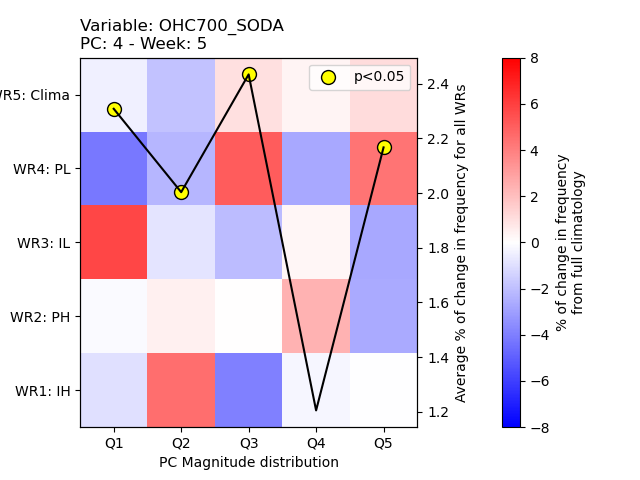 Variable: OHC700_SODA
PC: 4 - Week: 5
R5: Clima
WR4: PL
WR3: IL
WR2: PH
WR1: IH
Q1 Q2 Q3 Q4 Q5
PC Magnitude distribution
p<0.05
2.4
2.2
2.0
1.8
1.6
1.4
1.2
Average % of change in frequency for all WRs
8
6
4
2
0
−2
−4
−6
−8
% of change in frequency
from full climatology